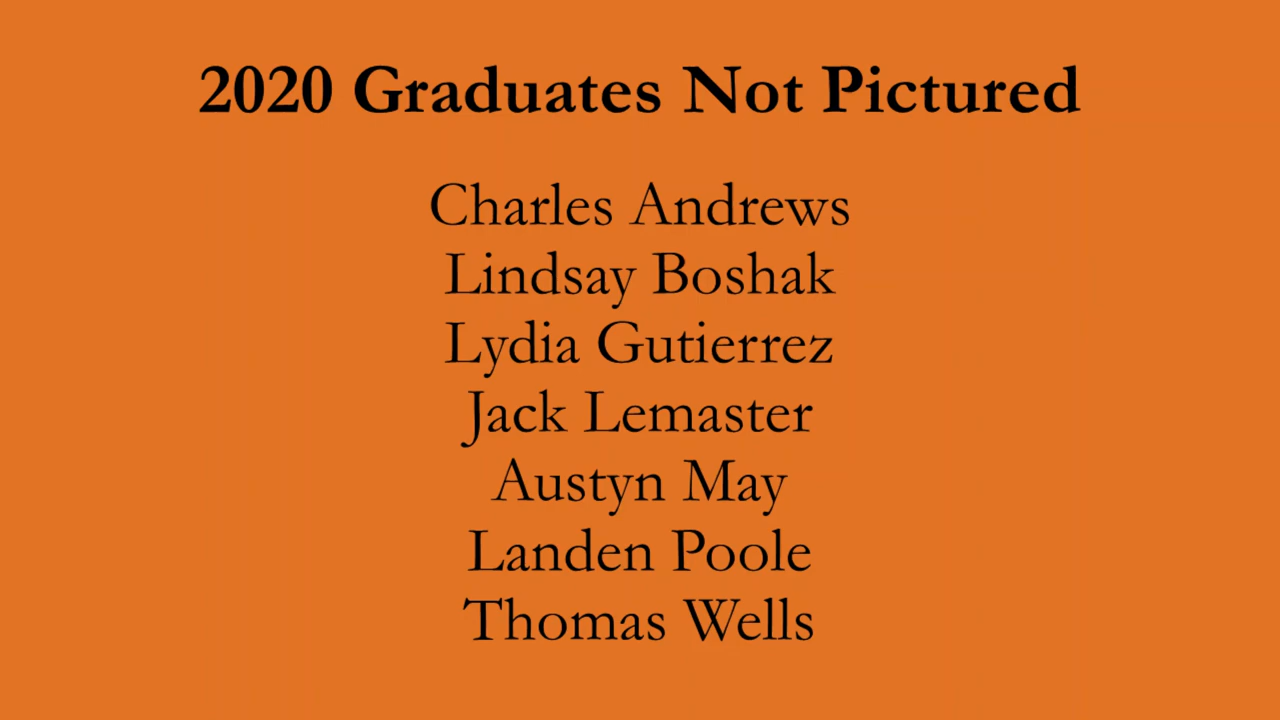 2020 Graduates Not Pictured
Charles Andrews
Lindsay Boshak
Lydia Gutierrez
Jack Lemaster
Austyn May
Landen Poole
Thomas Wells